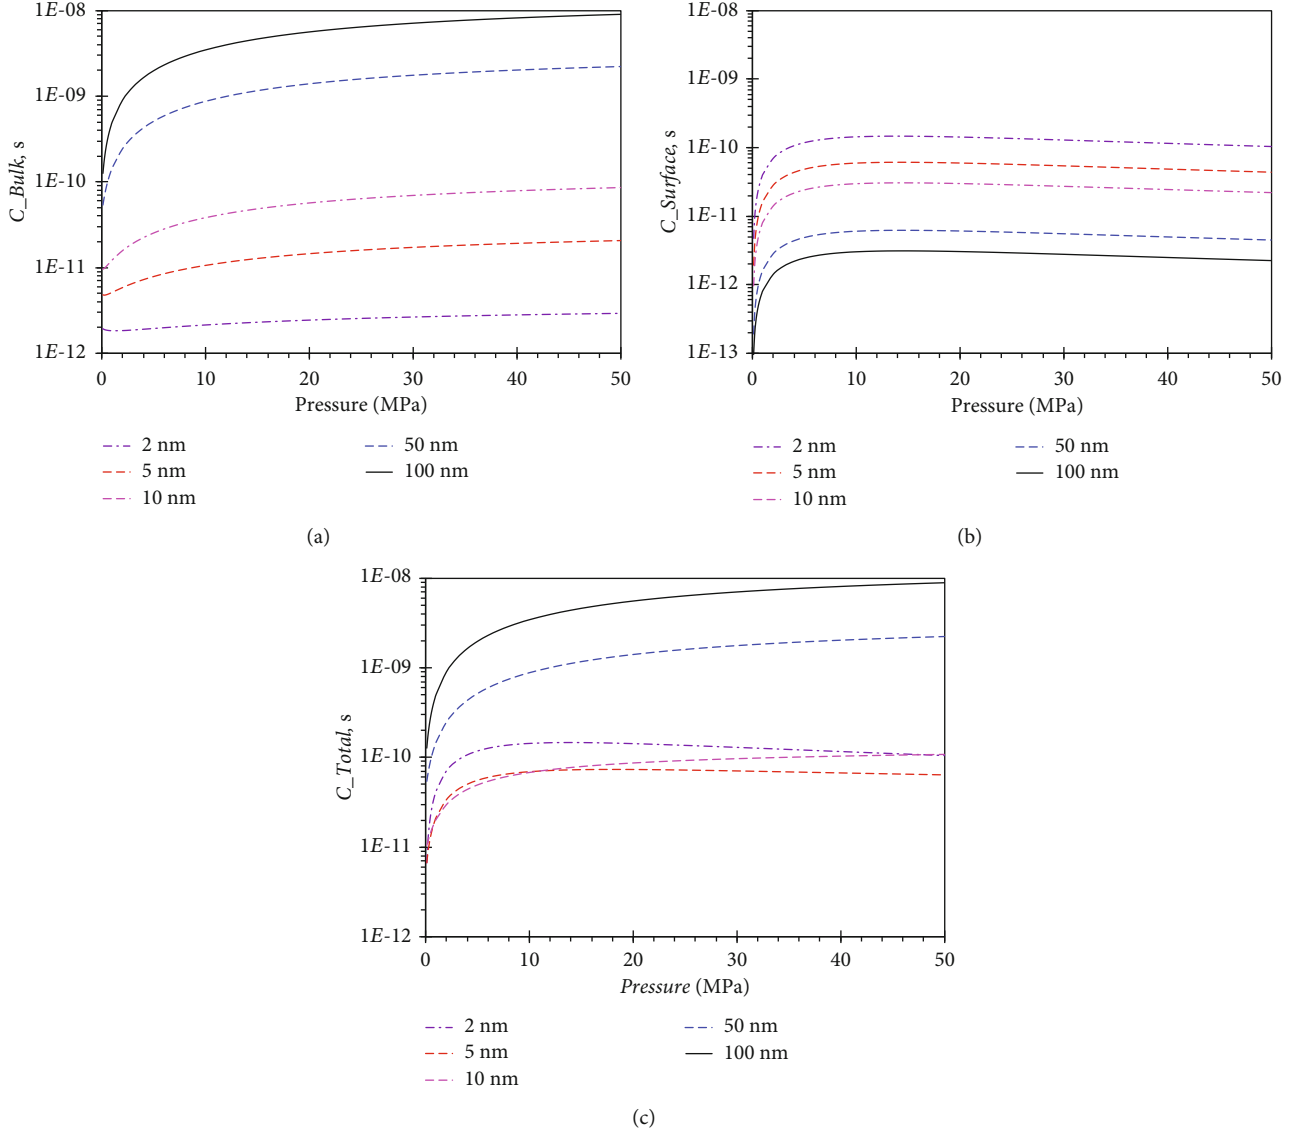 1E-08
1E-09
1E-10
1E-11
1E-12
C_Bulk, s
0 10 20 30 40 50
Pressure (MPa)
2 nm 50 nm
5 nm 100 nm
10 nm
(a)
1E-08
1E-09
1E-10
1E-11
1E-12
1E-13
C_Surface, s
0 10 20 30 40 50
Pressure (MPa)
2 nm 50 nm
5 nm 100 nm
10 nm
(b)
1E-08
1E-09
1E-10
1E-11
1E-12
C_Total, s
0 10 20 30 40 50
Pressure (MPa)
2 nm 50 nm
5 nm 100 nm
10 nm
(c)